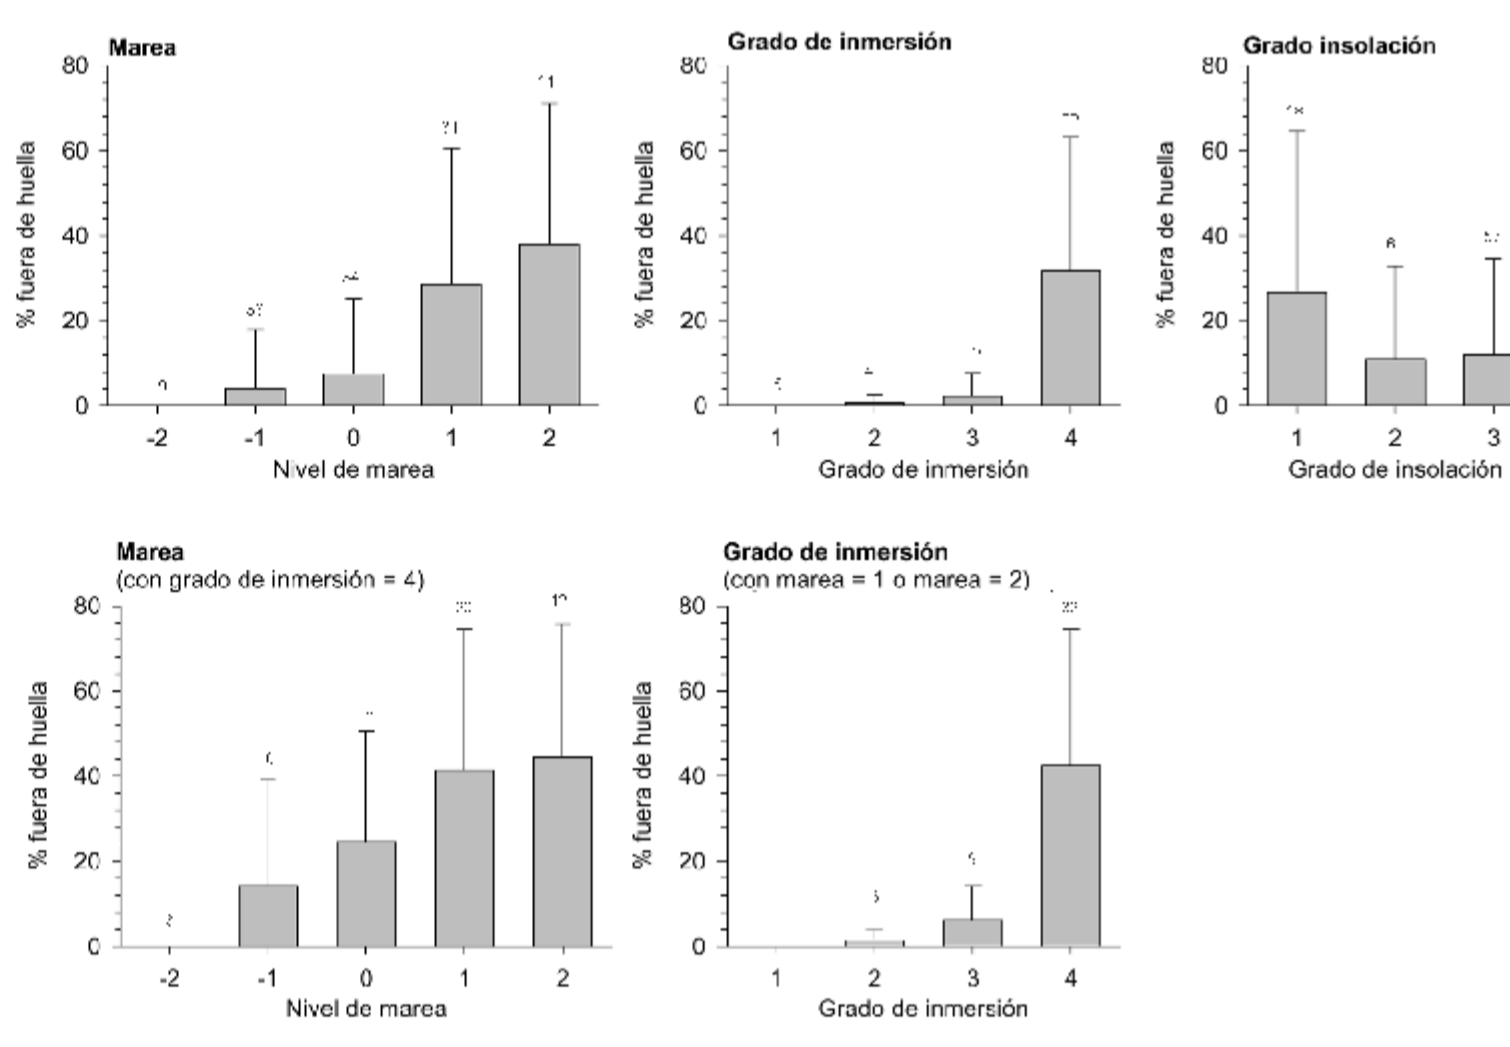 Marea
80
60
40
20
0
% fuera de huella
-2 -1 0 1 2
Nivel de marea
Grado de inmersión
80
60
40
20
0
% fuera de huella
1 2 3 4
Grado de inmersión
Grado insolación
80
60
40
20
0
% fuera de huella
1 2 3
Grado de insolación
Marea
(con grado de inmersión = 4)
80
60
40
20
0
% fuera de huella
-2 -1 0 1 2
Nivel de marea
Grado de inmersión
(con marea = 1 o marea = 2)
80
60
40
20
0
% fuera de huella
1 2 3 4
Grado de inmersión